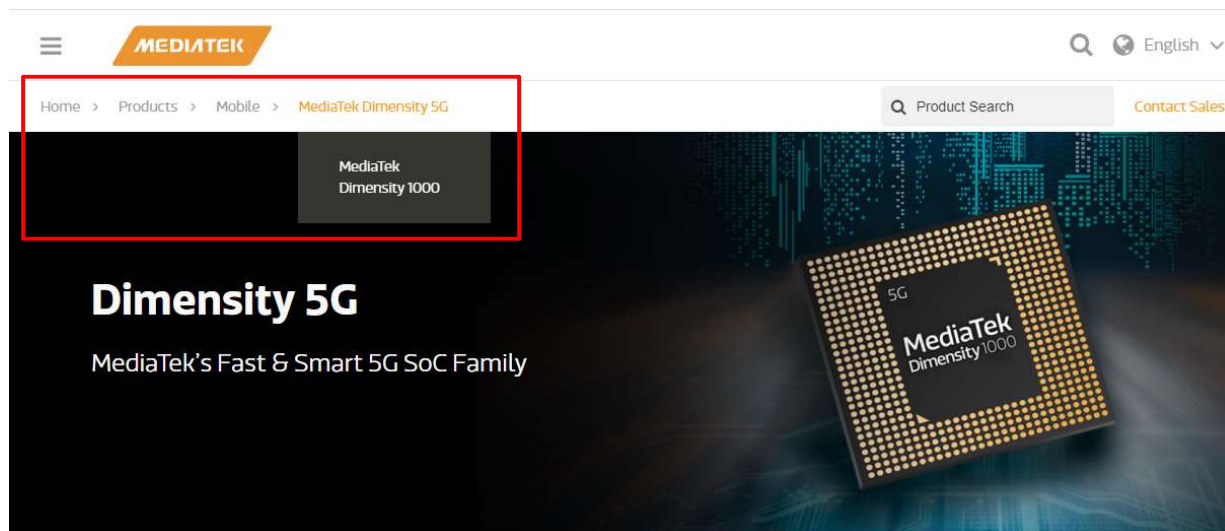 MEDIATEK
English
Home > Products > Mobile > MediaTek Dimensity 5G
Product Search
Contact Sales
MediaTek
Dimensity 1000
Dimensity 5G
MediaTek's Fast & Smart 5G SoC Family
5G
MediaTek
Dimensity 1000